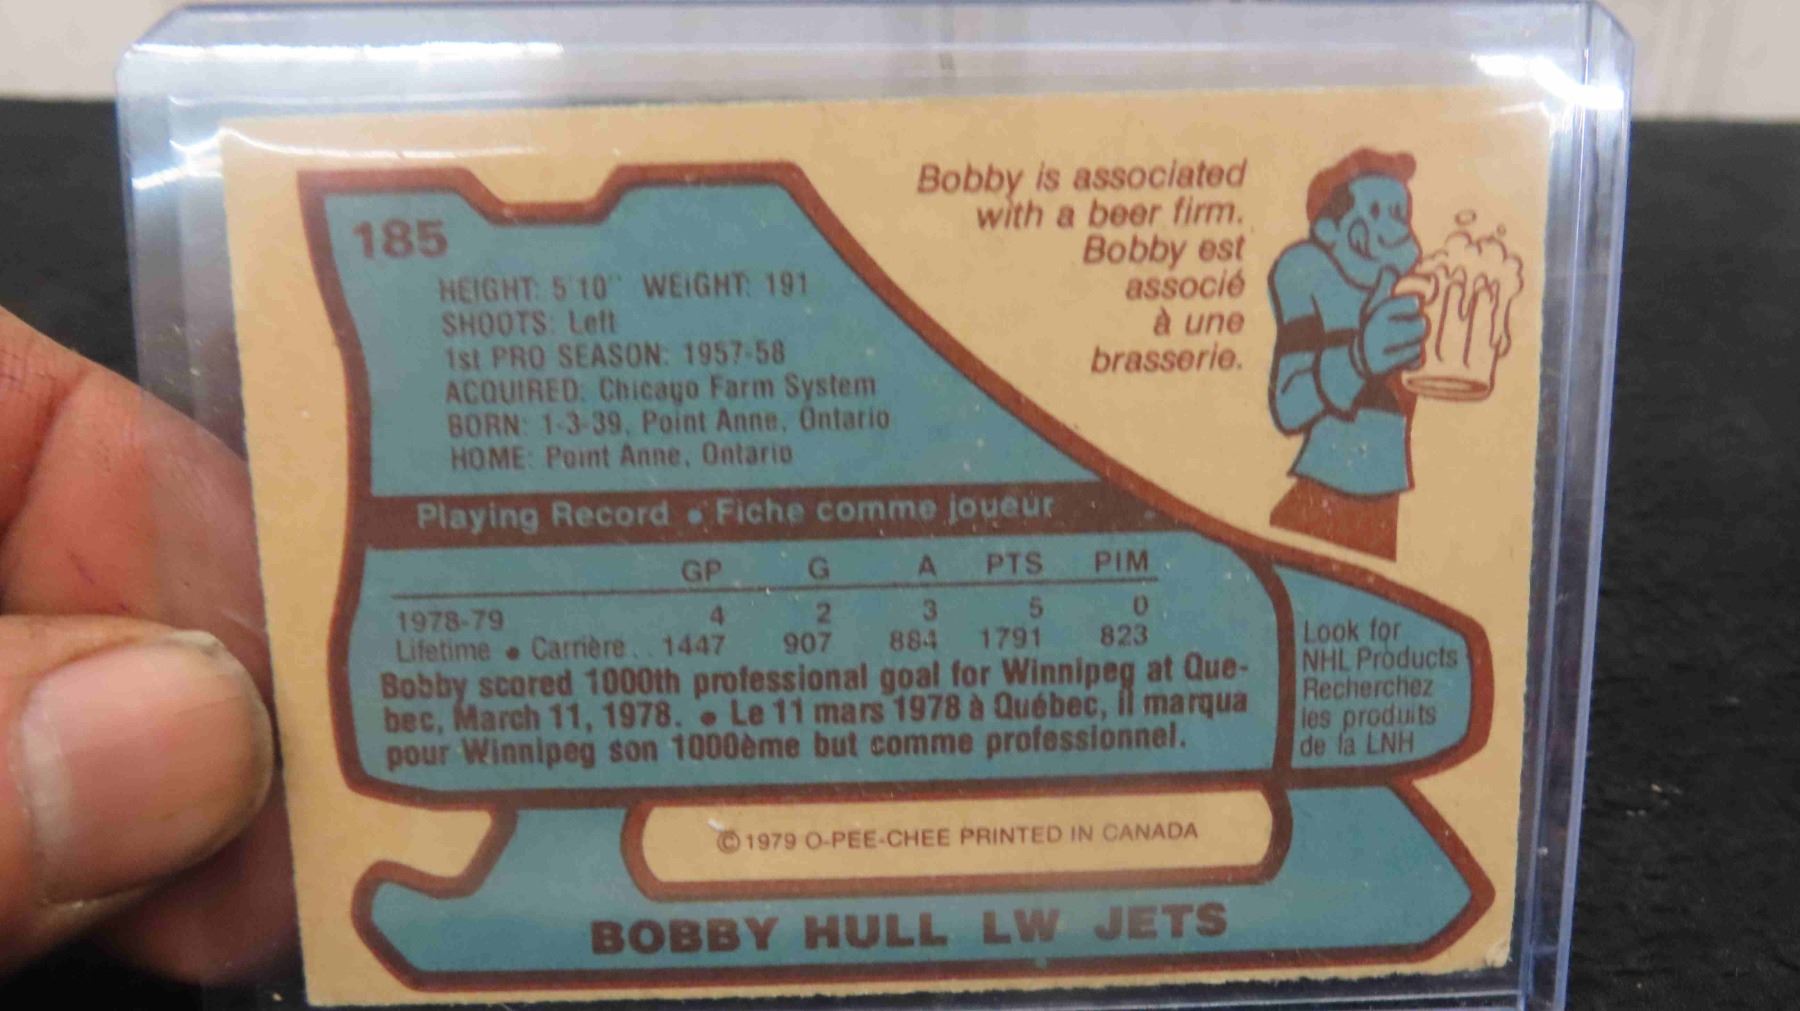 185
HEIGHT: 5'10" WEIGHT: 191
SHOOTS: Left
1st PRO SEASON: 1957-58
ACQUIRED: Chicago Farm System
BORN: 1-3-39, Point Anne, Ontario
HOME: Point Anne, Ontario
Bobby is associated
with a beer firm.
Bobby est
associé
à une
brasserie.
Playing Record • Fiche comme joueur
GP G A PTS PIM
1978-79 4 2 3 5 0
Lifetime • Carrière.. 1447 907 884 1791 823
Bobby scored 1000th professional goal for Winnipeg at Que-
bec, March 11, 1978. • Le 11 mars 1978 à Québec, il marqua
pour Winnipeg son 1000ème but comme professionnel.
Look for
NHL Products
Recherchez
les produits
de la LNH
© 1979 O-PEE-CHEE PRINTED IN CANADA
BOBBY HULL LW JETS